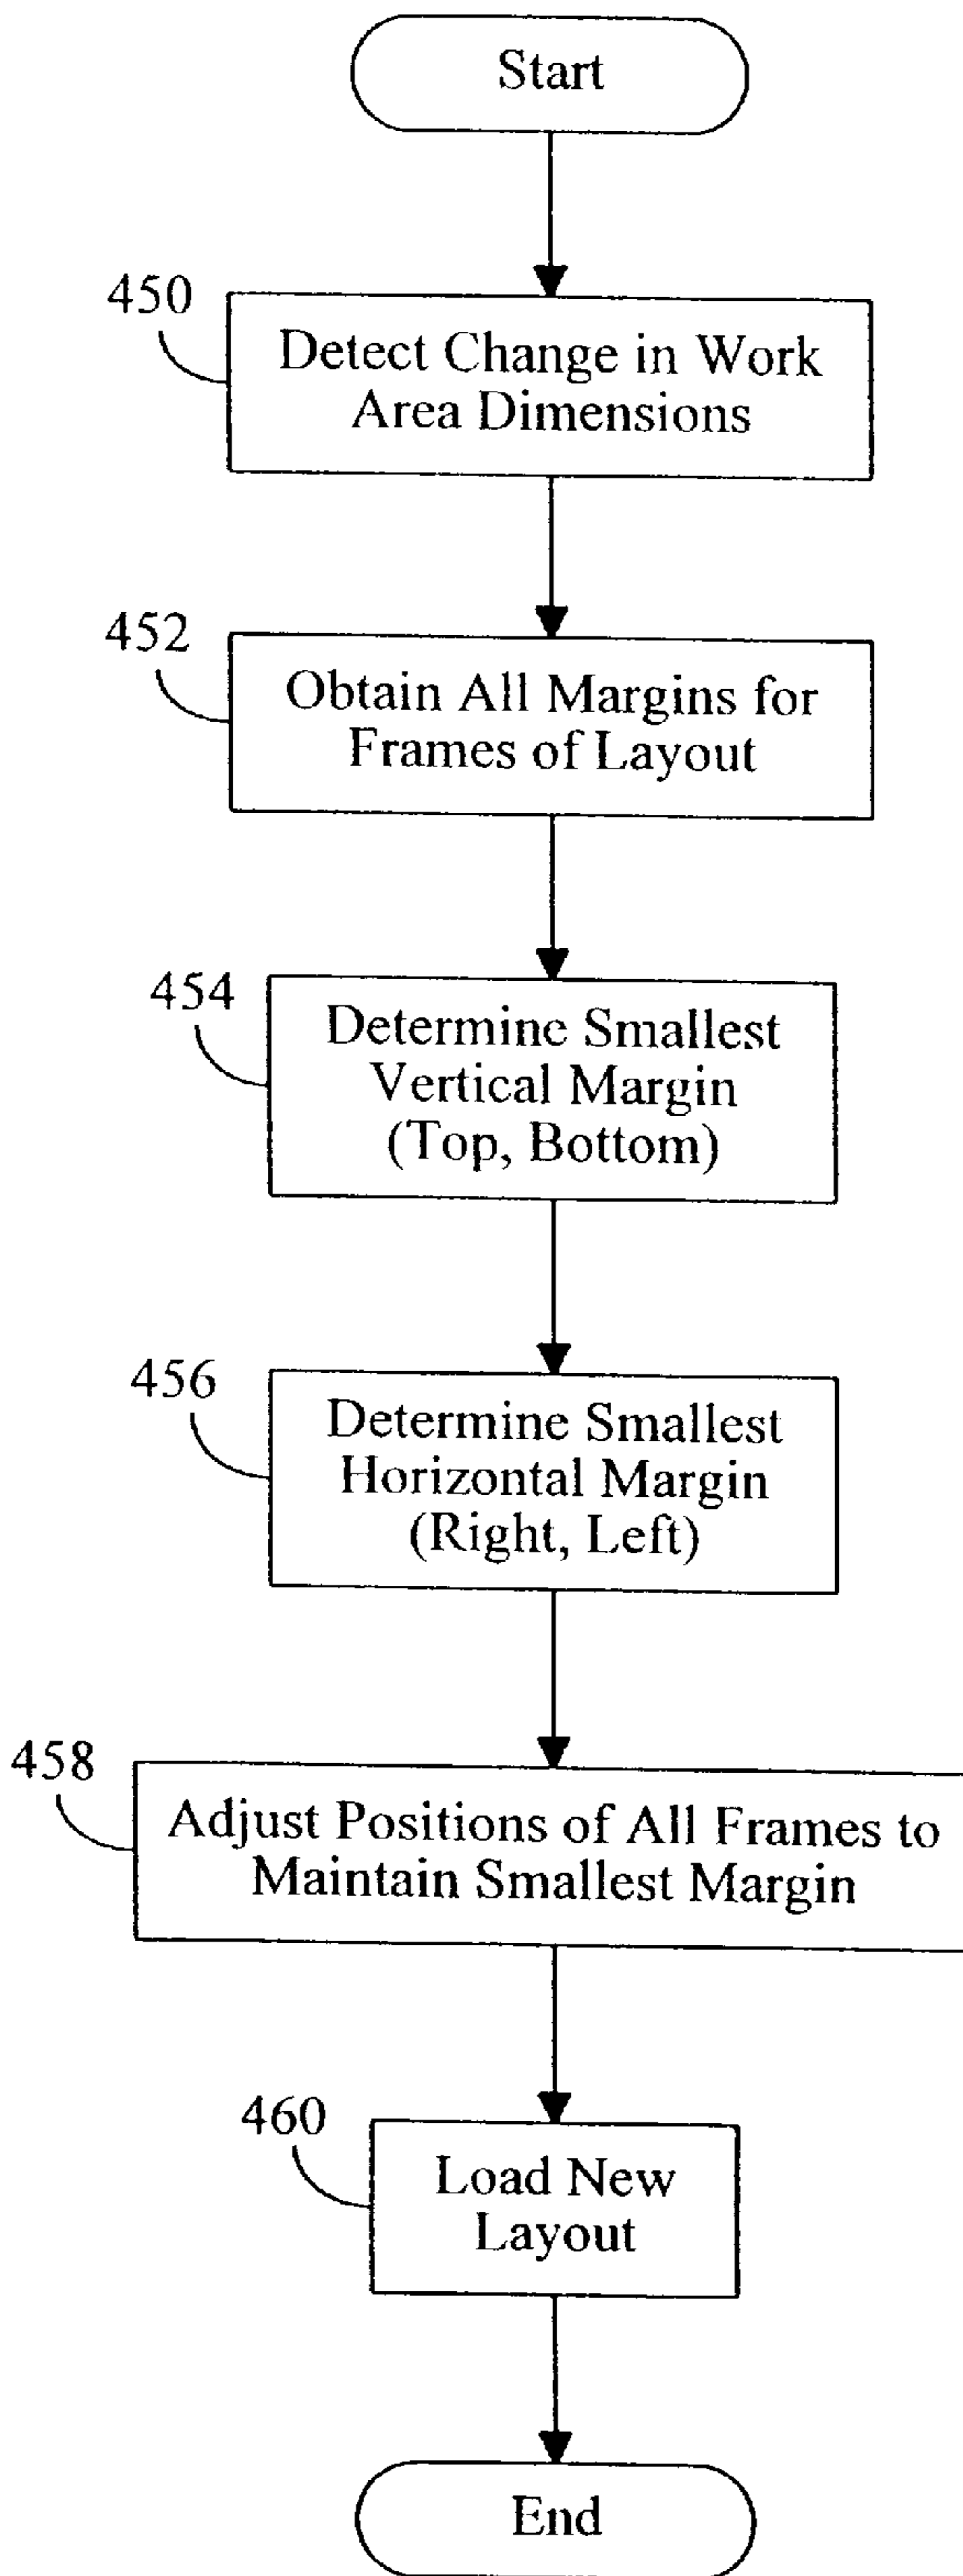 Start
450
Detect Change in Work
Area Dimensions
452
Obtain All Margins for
Frames of Layout
454
Determine Smallest
Vertical Margin
(Top, Bottom)
456
Determine Smallest
Horizontal Margin
(Right, Left)
458
Adjust Positions of All Frames to
Maintain Smallest Margin
460
Load New
Layout
End